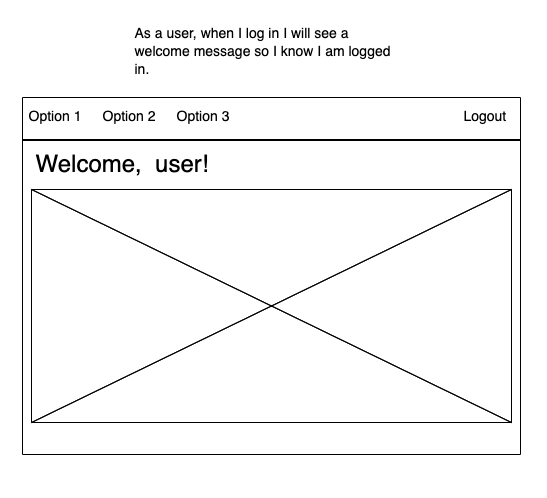 As a user, when I log in I will see a
welcome message so I know I am logged
in.
Option 1 Option 2 Option 3 Logout
Welcome, user!